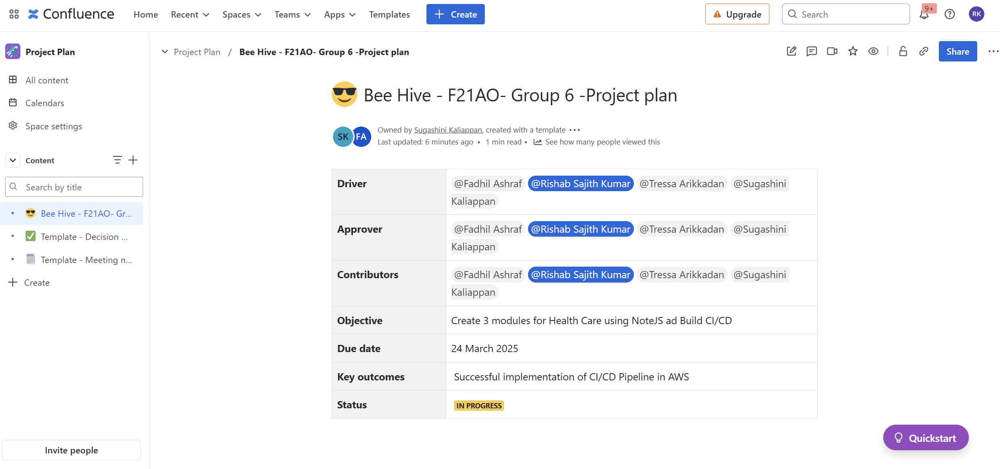 Confluence Home Recent Spaces Teams Apps Templates Create Upgrade Search 9+ RK
Project Plan
All content
Calendars
Space settings
Content
Search by title
Bee Hive - F21AO- Gr...
Template - Decision ...
Template - Meeting n...
Create
Invite people
Project Plan / Bee Hive - F21AO- Group 6 -Project plan
Share
Bee Hive - F21AO- Group 6 -Project plan
SK FA
Owned by Sugashini Kaliappan, created with a template
Last updated: 6 minutes ago • 1 min read • See how many people viewed this
Driver @Fadhil Ashraf @Rishab Sajith Kumar @Tressa Arikkadan @Sugashini
Kaliappan
Approver @Fadhil Ashraf @Rishab Sajith Kumar @Tressa Arikkadan @Sugashini
Kaliappan
Contributors @Fadhil Ashraf @Rishab Sajith Kumar @Tressa Arikkadan @Sugashini
Kaliappan
Objective Create 3 modules for Health Care using NoteJS ad Build CI/CD
Due date 24 March 2025
Key outcomes Successful implementation of CI/CD Pipeline in AWS
Status IN PROGRESS
Quickstart